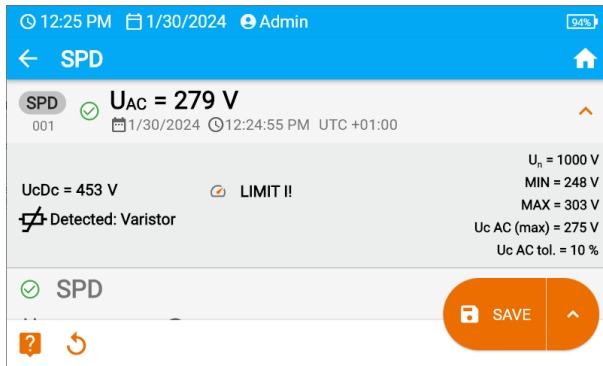 12:25 PM 1/30/2024 Admin 94%
SPD
SPD UAC = 279 V
001 1/30/2024 12:24:55 PM UTC +01:00
Un = 1000 V
UcDc = 453 V LIMIT I! MIN = 248 V
MAX = 303 V
Detected: Varistor Uc AC (max) = 275 V
Uc AC tol. = 10 %
SPD
SAVE
?